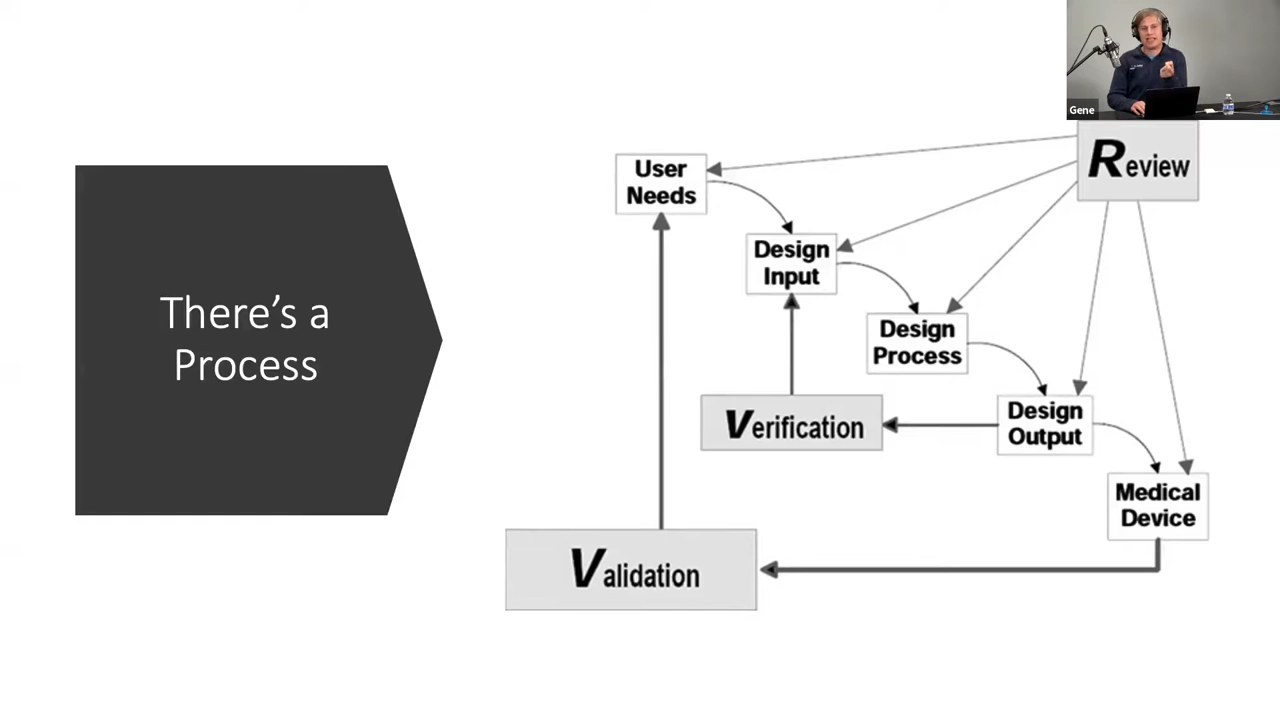 Gene
There’s a
Process
Review
User
Needs
Design
Input
Design
Process
Verification
Design
Output
Medical
Device
Validation